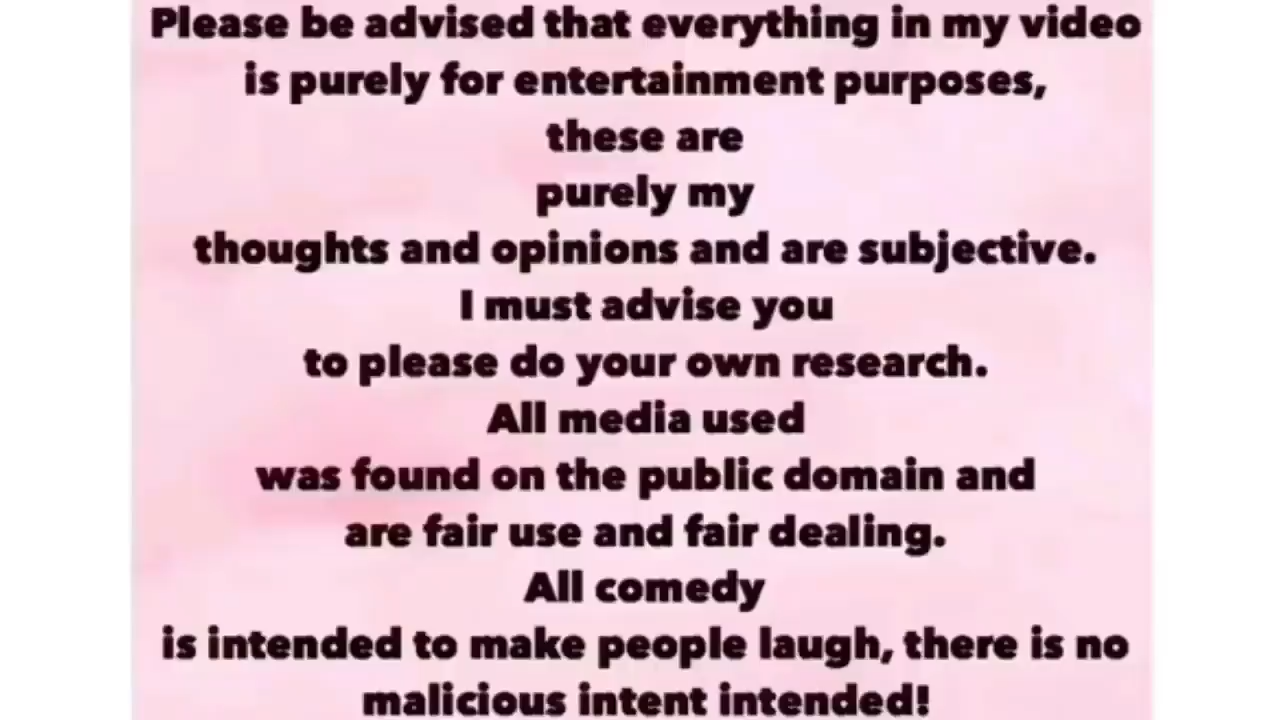 Please be advised that everything in my video
is purely for entertainment purposes,
these are
purely my
thoughts and opinions and are subjective.
I must advise you
to please do your own research.
All media used
was found on the public domain and
are fair use and fair dealing.
All comedy
is intended to make people laugh, there is no
malicious intent intended!